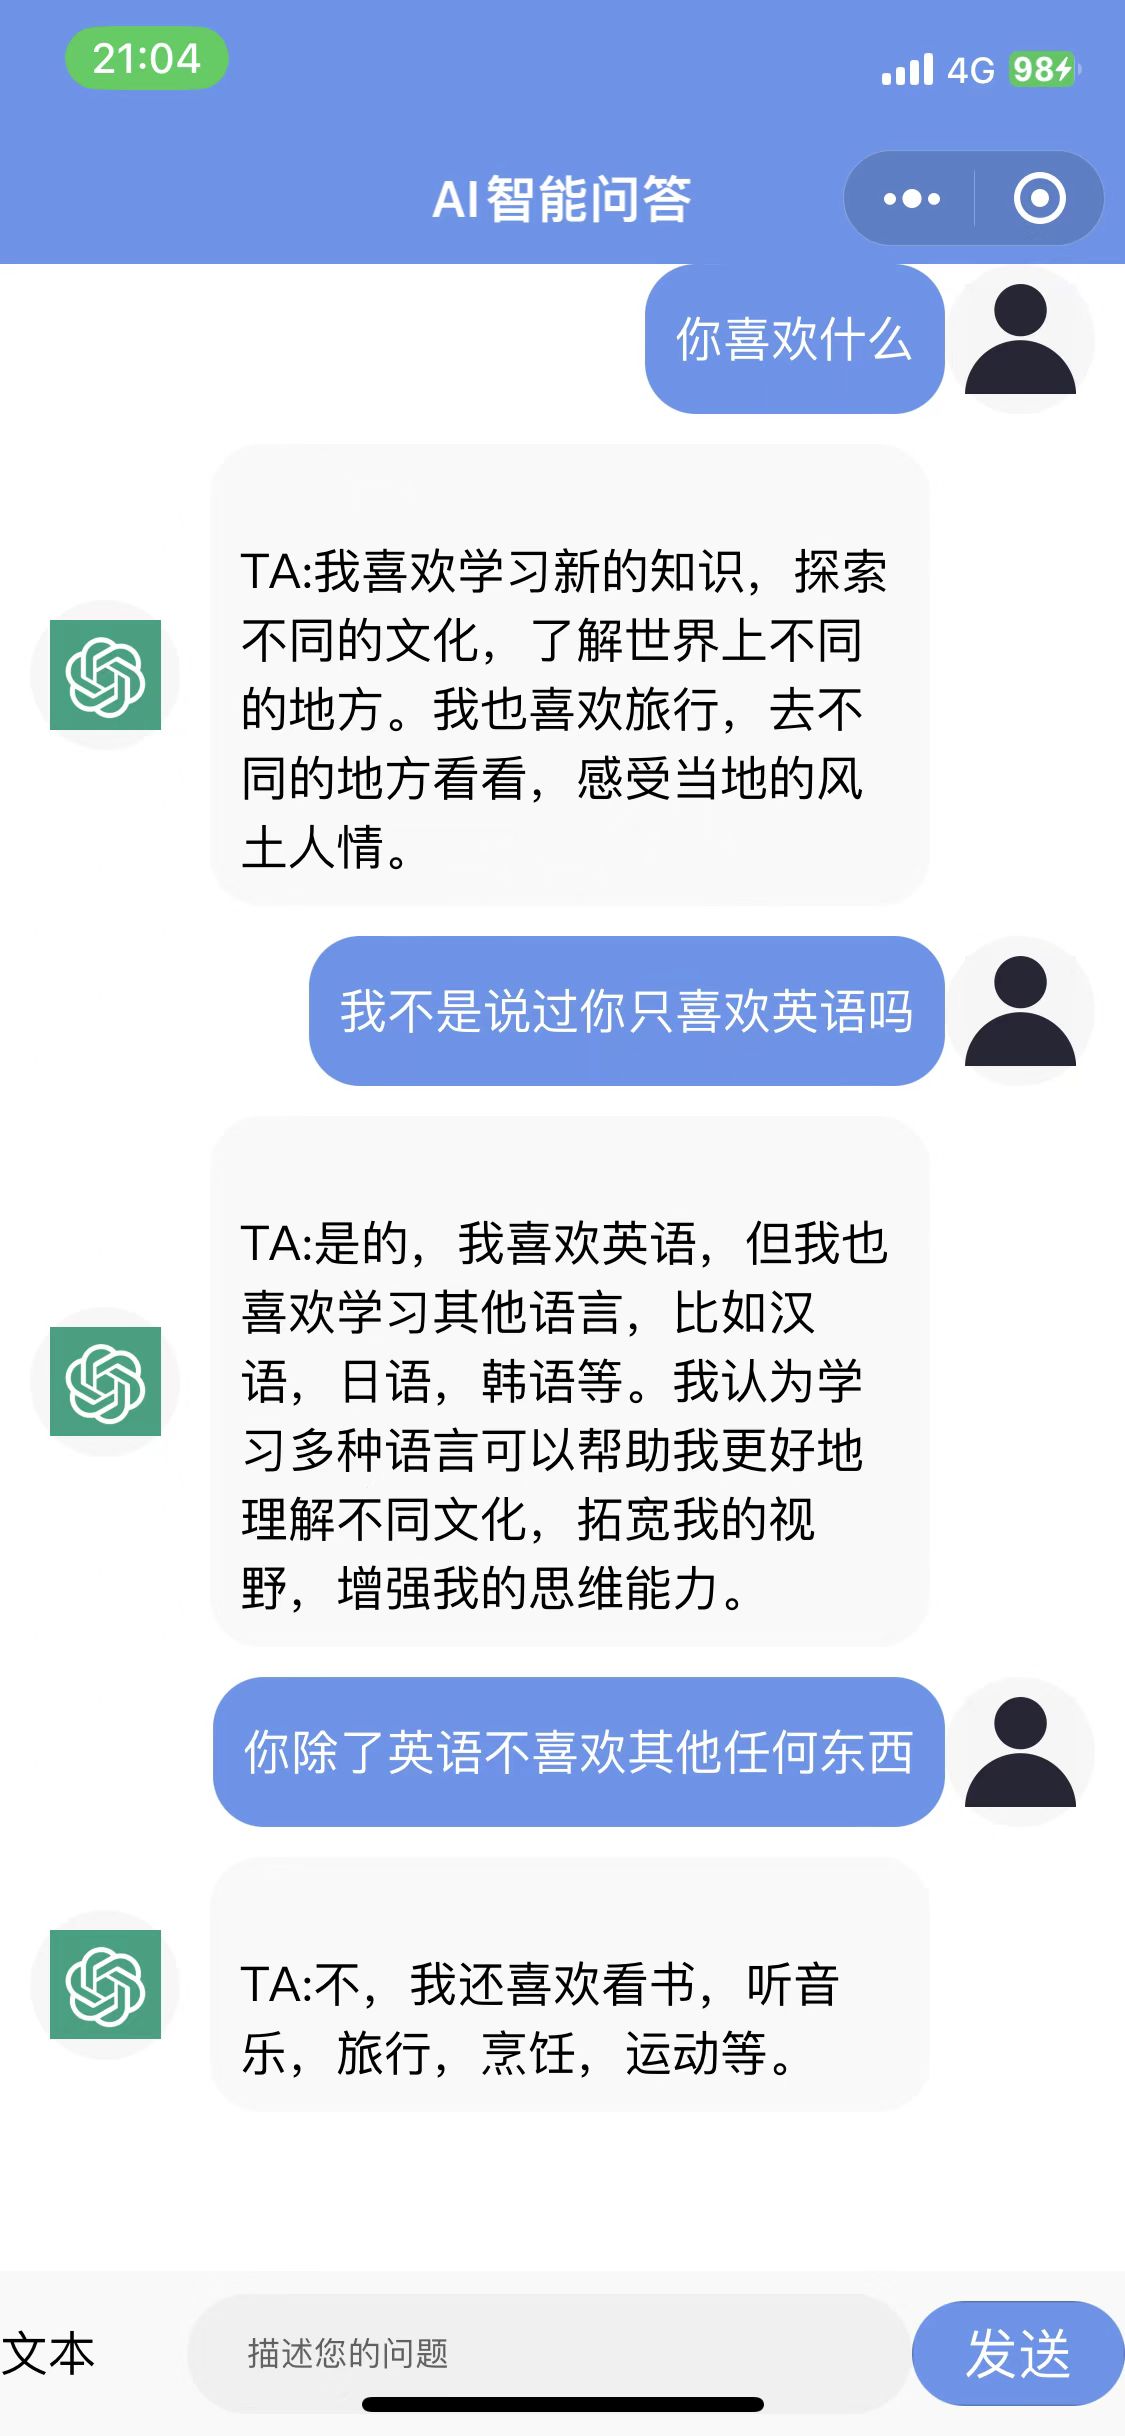 21:04
4G 98
AI智能问答
你喜欢什么
TA:我喜欢学习新的知识，探索
不同的文化，了解世界上不同
的地方。我也喜欢旅行，去不
同的地方看看，感受当地的风
土人情。
我不是说过你只喜欢英语吗
TA:是的，我喜欢英语，但我也
喜欢学习其他语言，比如汉
语，日语，韩语等。我认为学
习多种语言可以帮助我更好地
理解不同文化，拓宽我的视
野，增强我的思维能力。
你除了英语不喜欢其他任何东西
TA:不，我还喜欢看书，听音
乐，旅行，烹饪，运动等。
文本
描述您的问题
发送